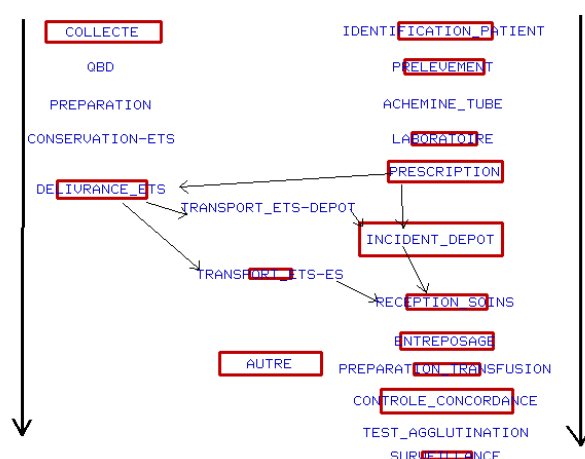 COLLECTE
IDENTIFICATION_PATIENT
QBD
PRELEVEMENT
PREPARATION
ACHEMINE_TUBE
CONSERVATION-ETS
LABORATOIRE
PRESCRIPTION
DELIVRANCE_ETS
TRANSPORT_ETS-DEPOT
INCIDENT_DEPOT
TRANSPORT_ETS-ES
RECEPTION_SOINS
ENTREPOSAGE
AUTRE
PREPARATION_TRANSFUSION
CONTROLE_CONCORDANCE
TEST_AGGLUTINATION
SURVEILLANCE